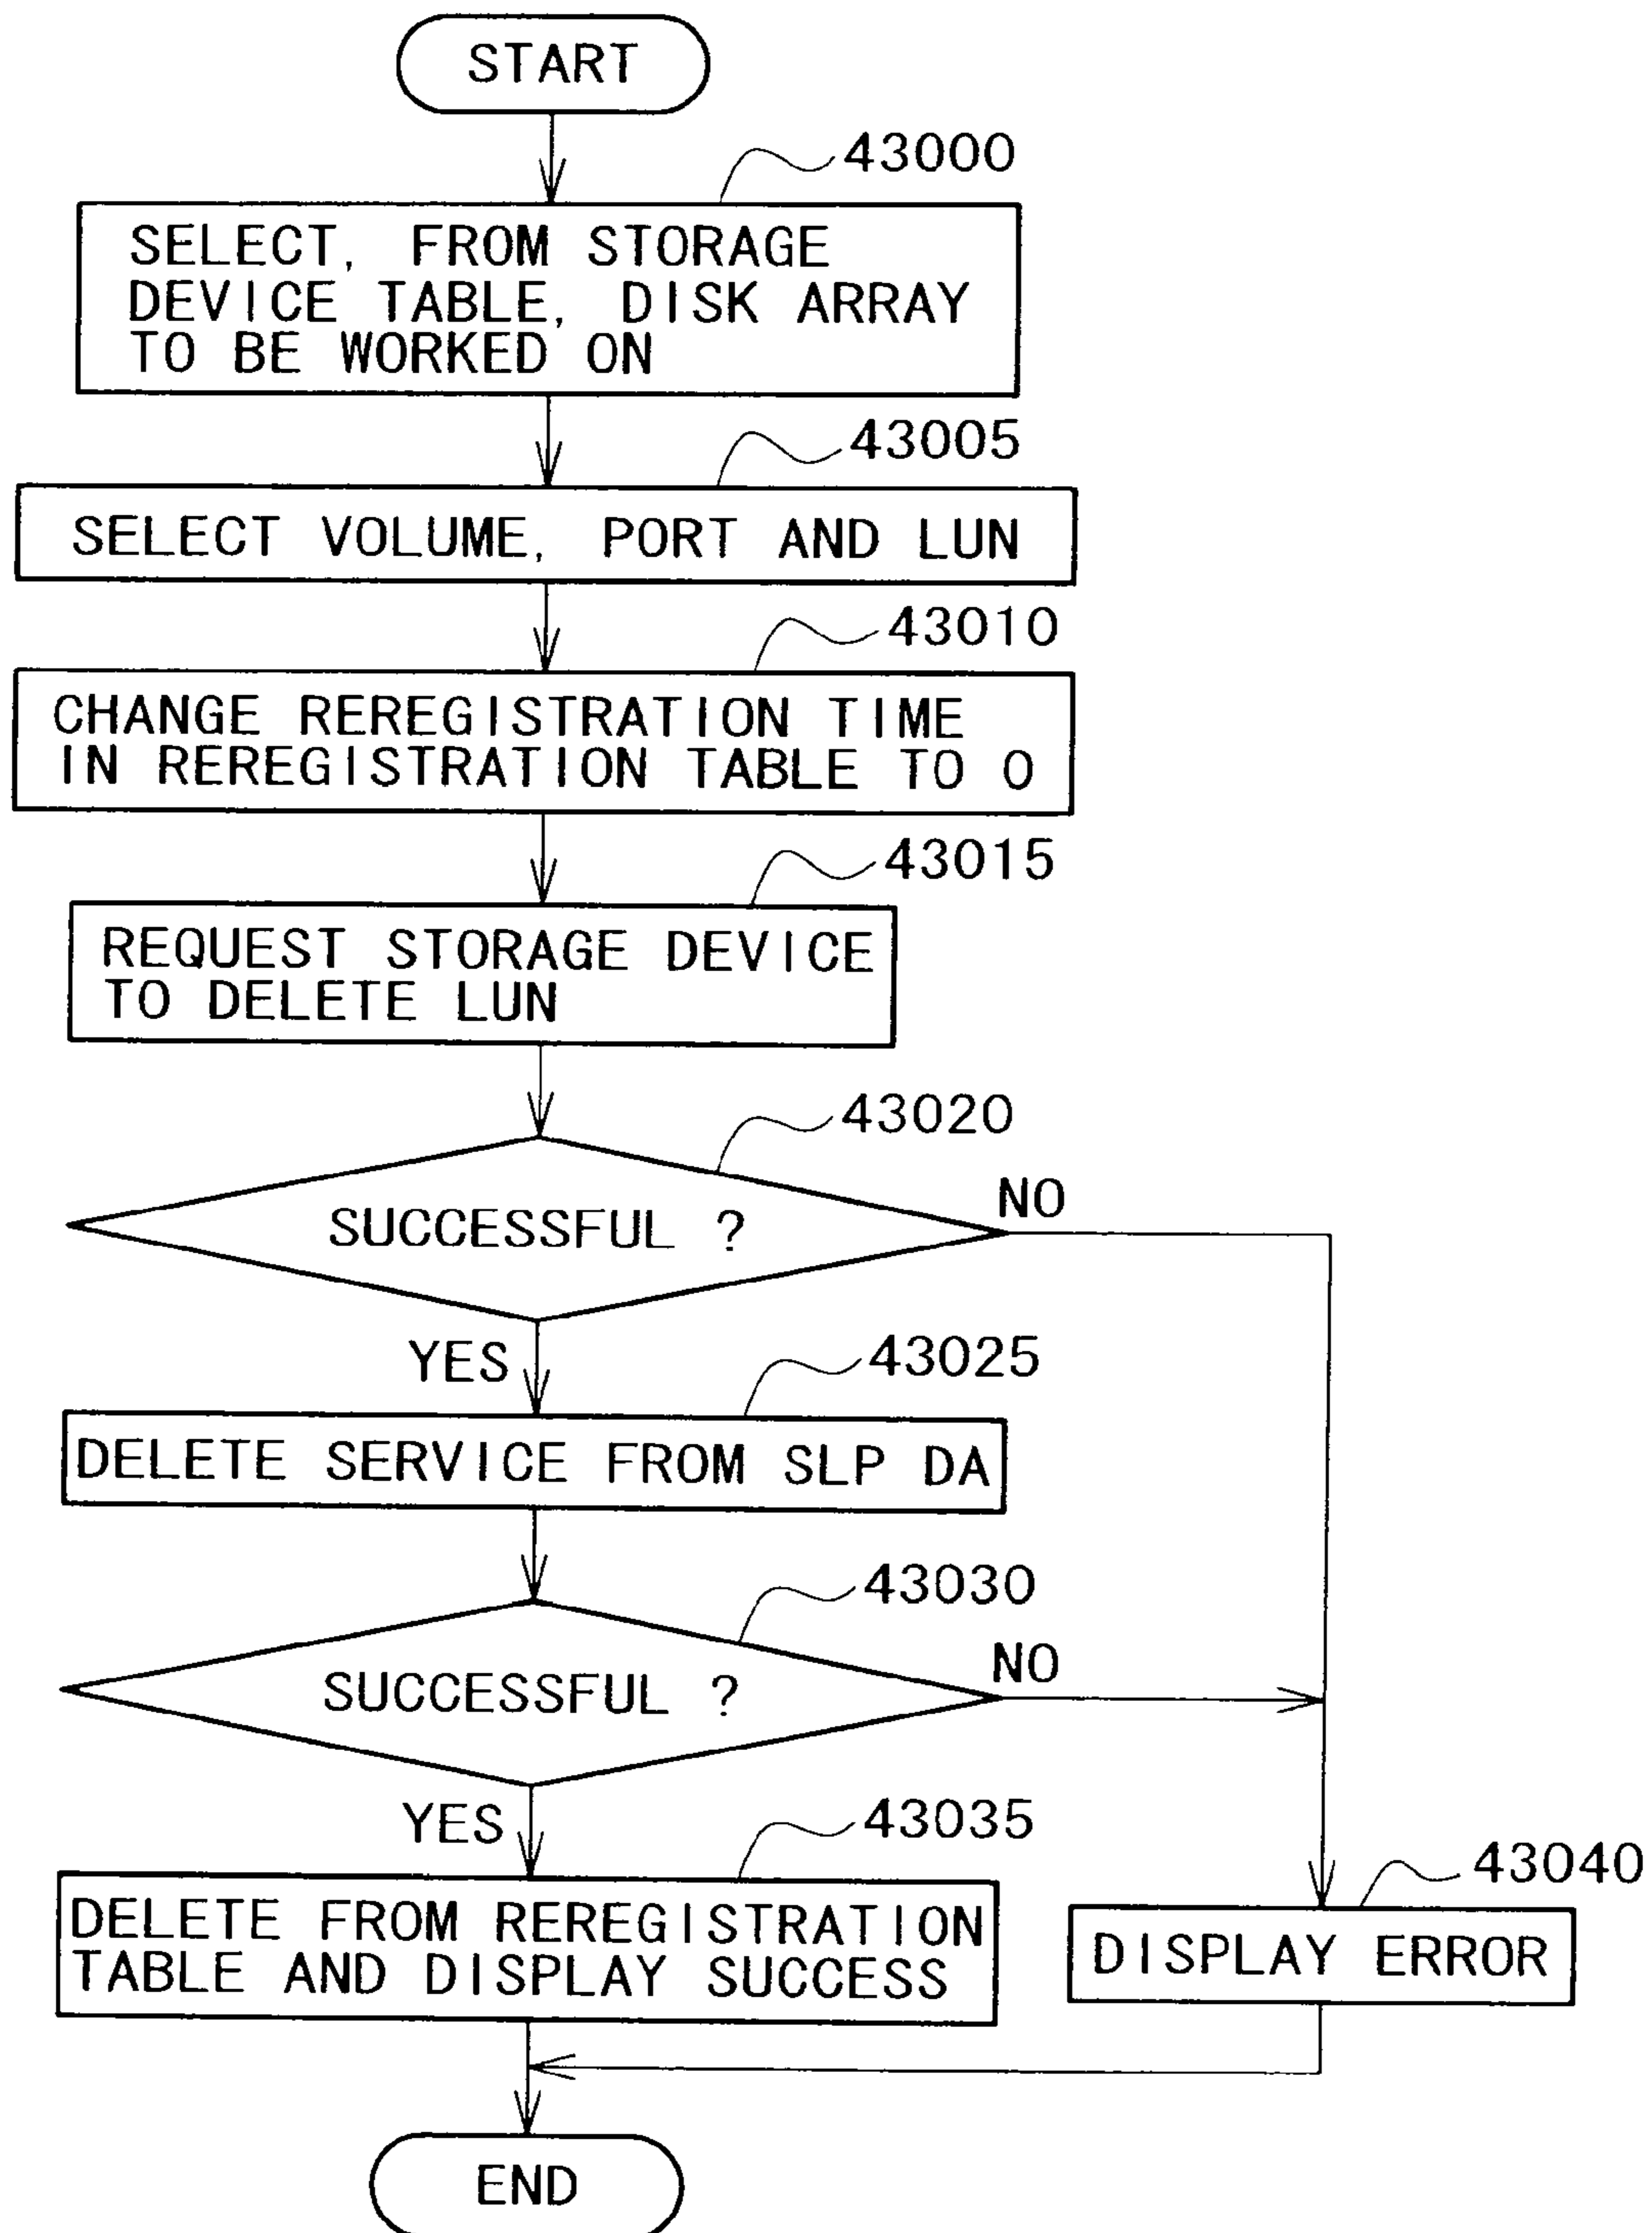 START
43000
SELECT, FROM STORAGE
DEVICE TABLE, DISK ARRAY
TO BE WORKED ON
43005
SELECT VOLUME, PORT AND LUN
43010
CHANGE REREGISTRATION TIME
IN REREGISTRATION TABLE TO 0
43015
REQUEST STORAGE DEVICE
TO DELETE LUN
43020
SUCCESSFUL ?
NO
YES
43025
DELETE SERVICE FROM SLP DA
43030
SUCCESSFUL ?
NO
YES
43035
DELETE FROM REREGISTRATION
TABLE AND DISPLAY SUCCESS
43040
DISPLAY ERROR
END